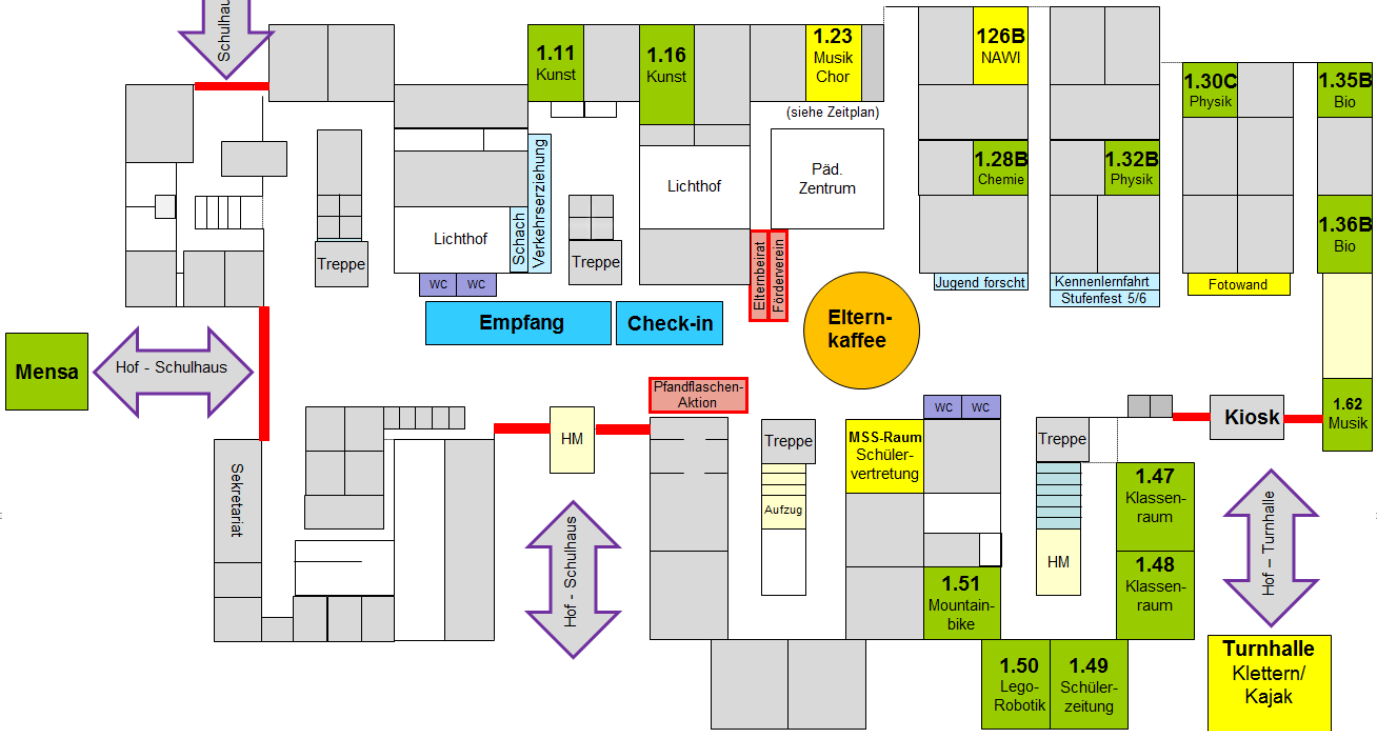 Schulhaus
1.11
Kunst
1.16
Kunst
1.23
Musik
Chor
(siehe Zeitplan)
126B
NAWI
1.30C
Physik
1.35B
Bio
1.28B
Chemie
1.32B
Physik
1.36B
Bio
Lichthof
Päd.
Zentrum
Lichthof
Schach
Verkehrserziehung
Treppe
Treppe
WC
WC
Elternbeirat
Förderverein
Jugend forscht
Kennenlernfahrt
Stufenfest 5/6
Fotowand
Empfang
Check-in
Eltern-
kaffee
Mensa
Hof - Schulhaus
Pfandflaschen-
Aktion
WC
WC
Kiosk
1.62
Musik
HM
Treppe
MSS-Raum
Schüler-
vertretung
Treppe
Sekretariat
Aufzug
1.47
Klassen-
raum
Hof - Schulhaus
HM
1.48
Klassen-
raum
Hof – Turnhalle
1.51
Mountain-
bike
1.50
Lego-
Robotik
1.49
Schüler-
zeitung
Turnhalle
Klettern/
Kajak